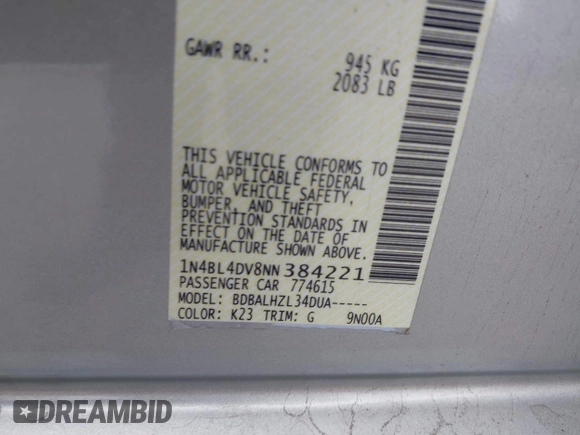 GAWR RR.: 945 KG
2083 LB
THIS VEHICLE CONFORMS TO
ALL APPLICABLE FEDERAL
MOTOR VEHICLE SAFETY,
BUMPER, AND THEFT
PREVENTION STANDARDS IN
EFFECT ON THE DATE OF
MANUFACTURE SHOWN ABOVE.
1N4BL4DV8NN384221
PASSENGER CAR 774615
MODEL: BDBALHZL34DUA-----
COLOR: K23 TRIM: G 9N00A
DREAMBID